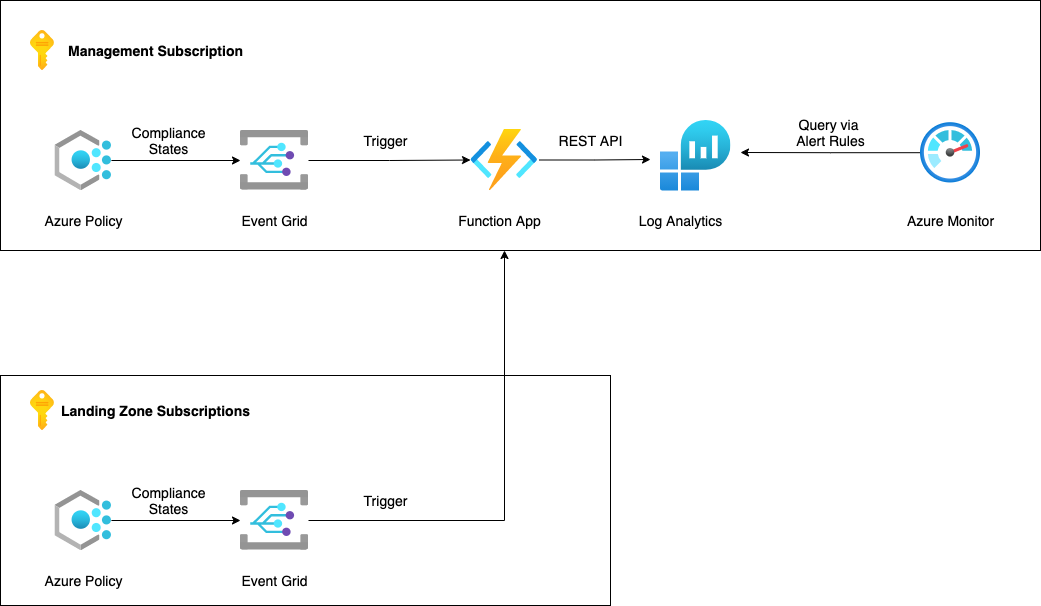 Management Subscription
Compliance
States
Trigger
REST API
Query via
Alert Rules
Azure Policy
Event Grid
Function App
Log Analytics
Azure Monitor
Landing Zone Subscriptions
Compliance
States
Trigger
Azure Policy
Event Grid